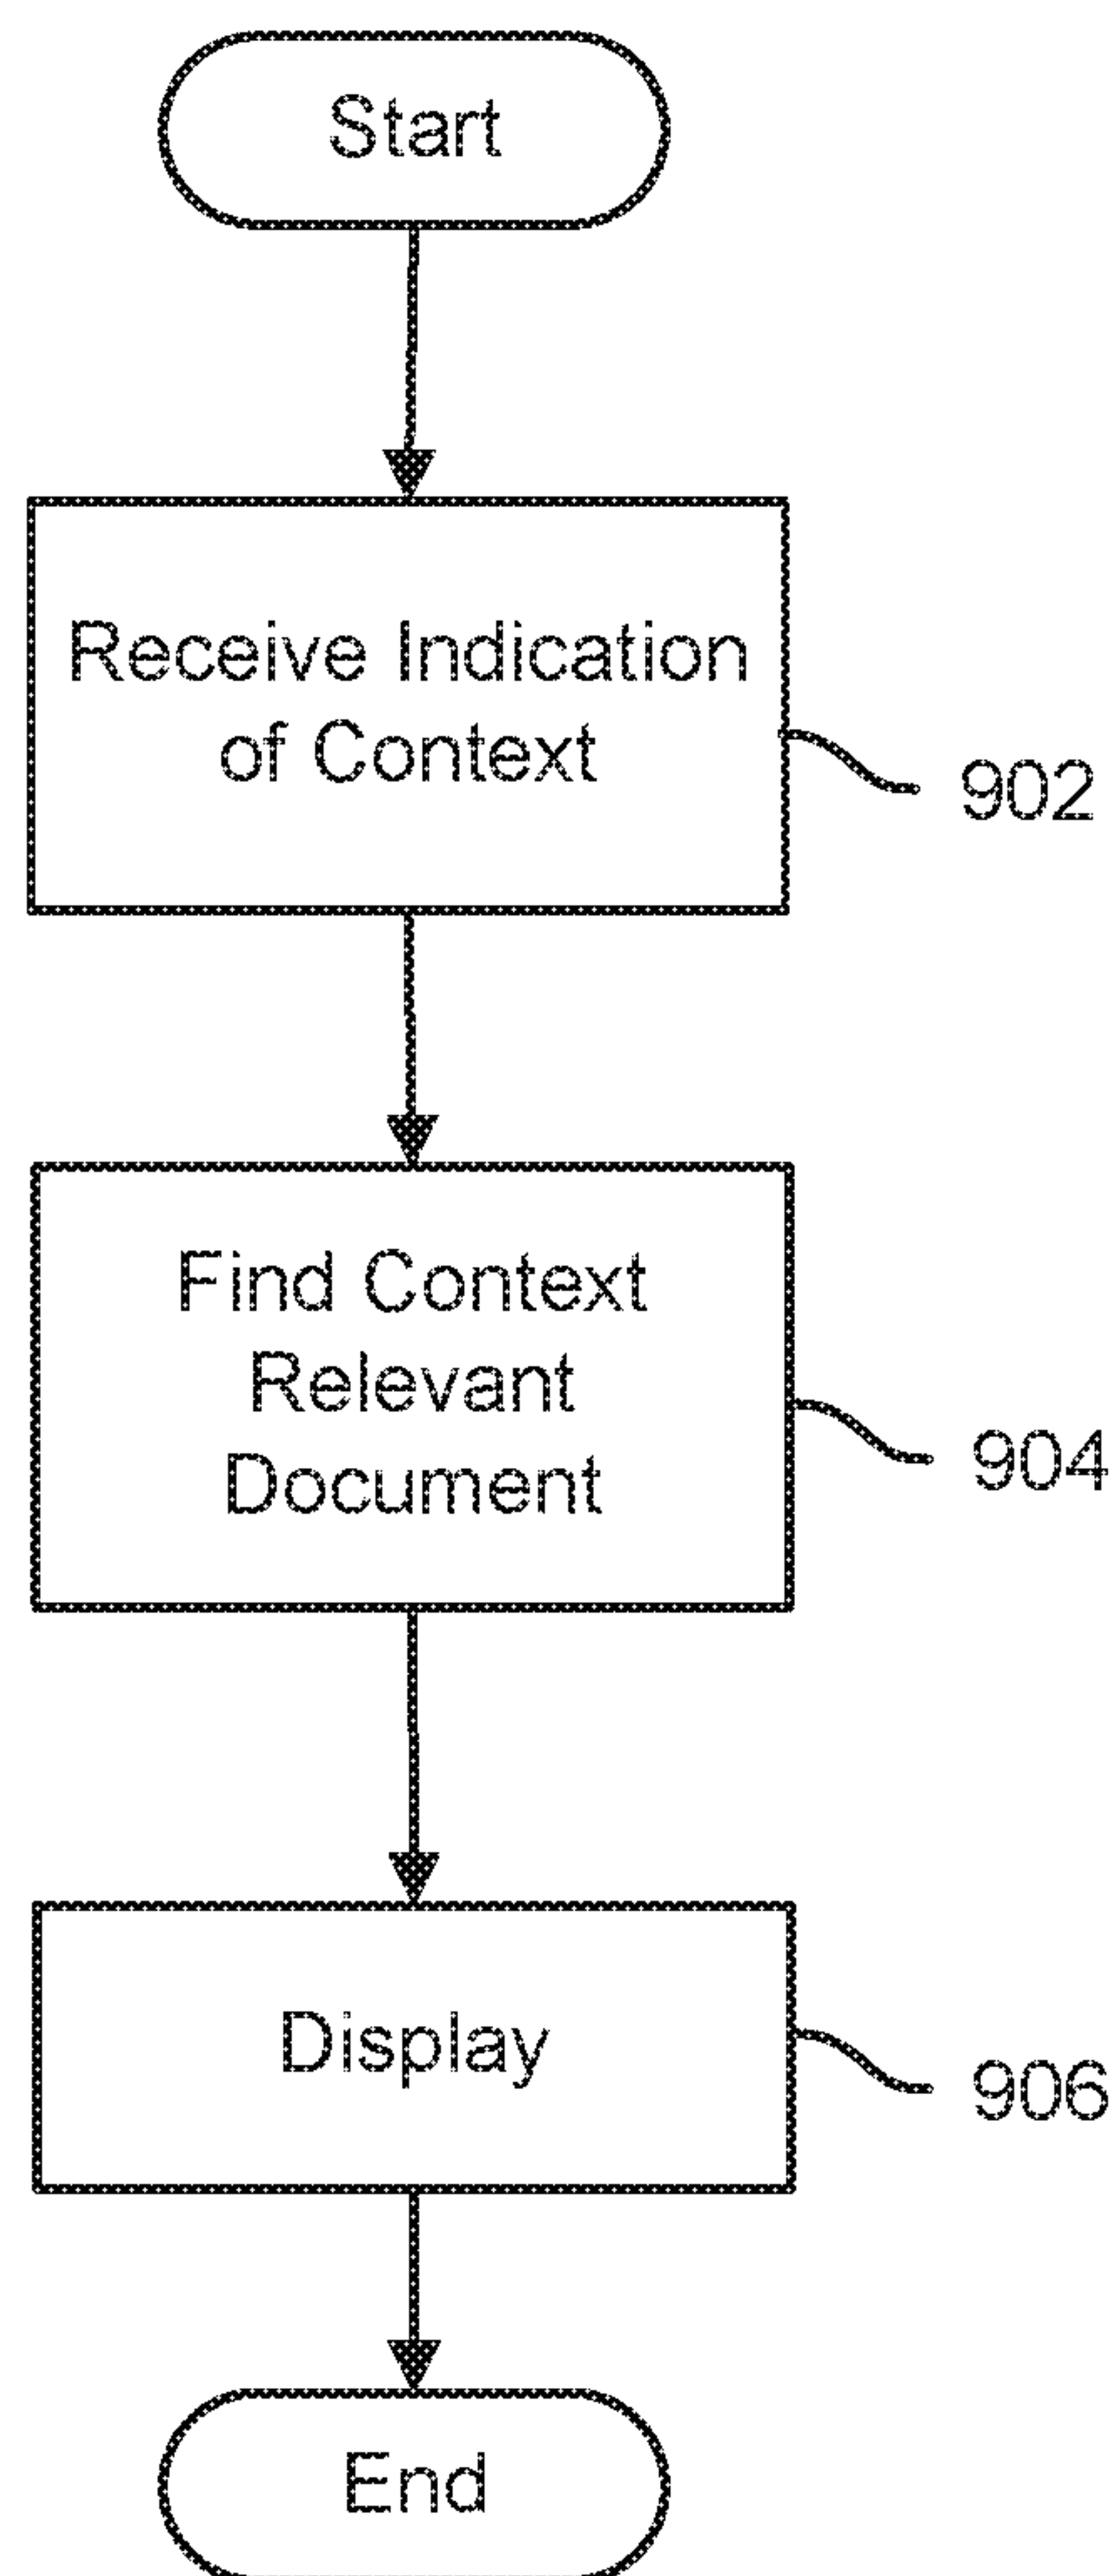 Start
Receive Indication
of Context
902
Find Context
Relevant
Document
904
Display
906
End